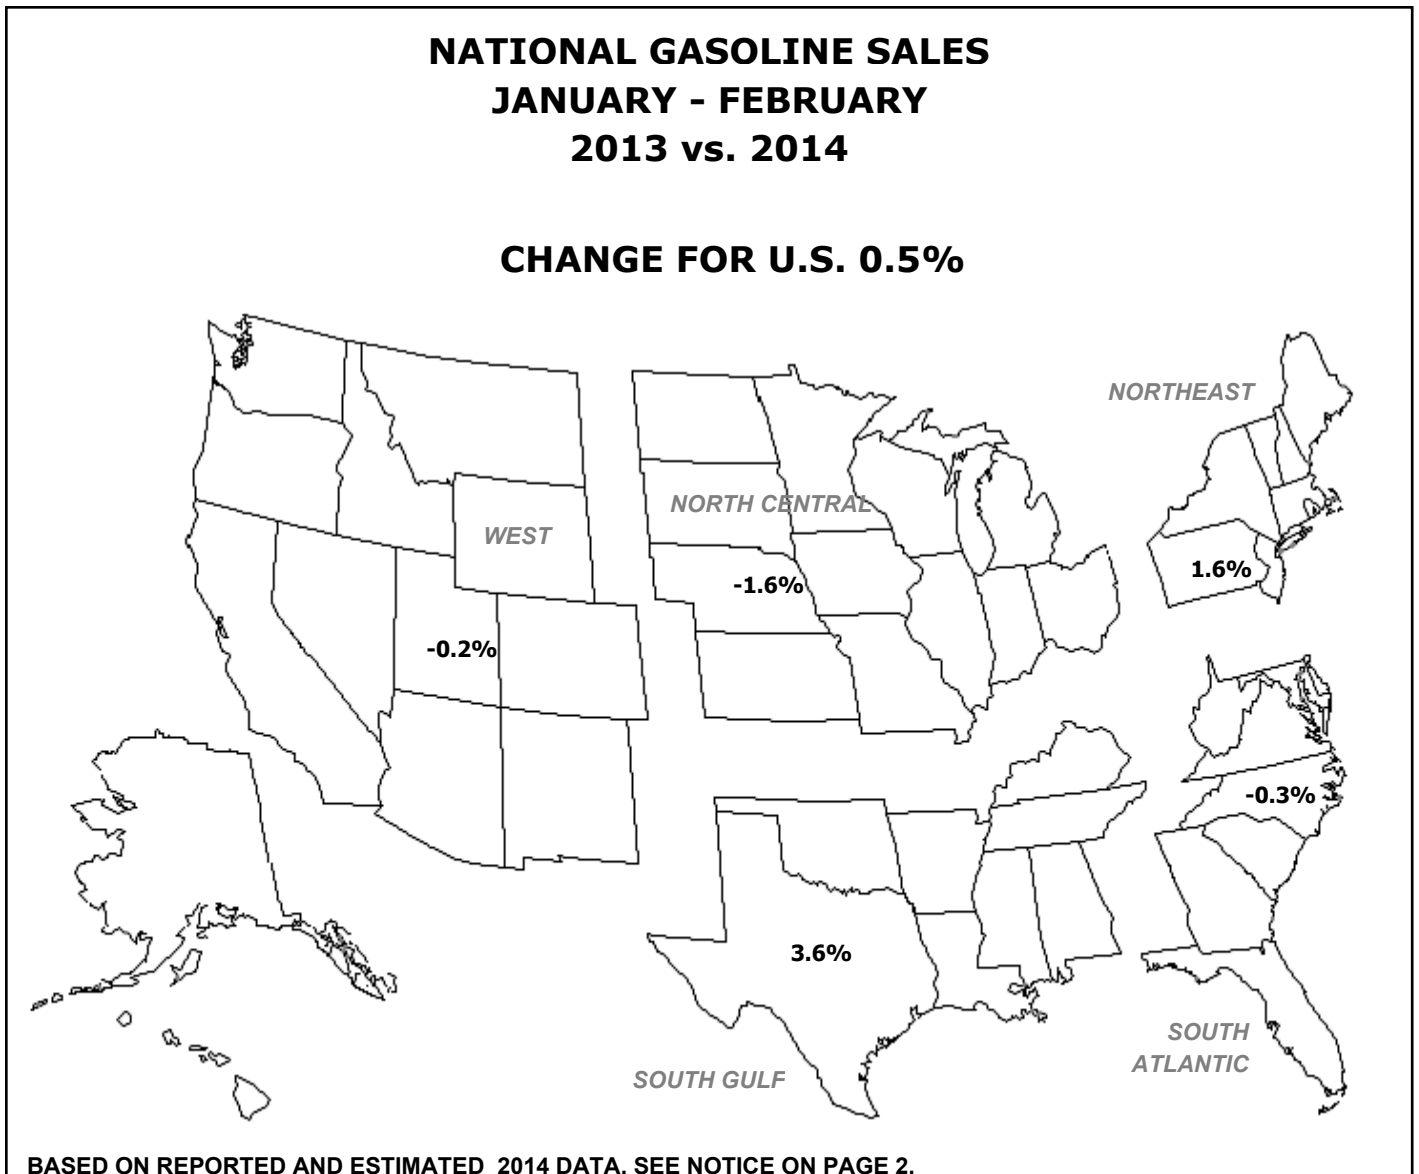 NATIONAL GASOLINE SALES
JANUARY - FEBRUARY
2013 vs. 2014
CHANGE FOR U.S. 0.5%
NORTHEAST
NORTH CENTRAL
WEST
1.6%
-1.6%
-0.2%
-0.3%
3.6%
SOUTH
ATLANTIC
SOUTH GULF
BASED ON REPORTED AND ESTIMATED  2014 DATA. SEE NOTICE ON PAGE 2.